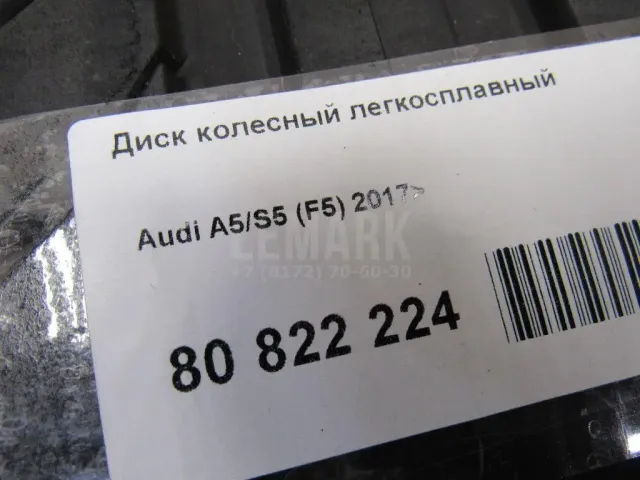 Диск колесный легкосплавный
Audi A5/S5 (F5) 2017>
LEMARK
+7 (8172) 70-60-30
80 822 224